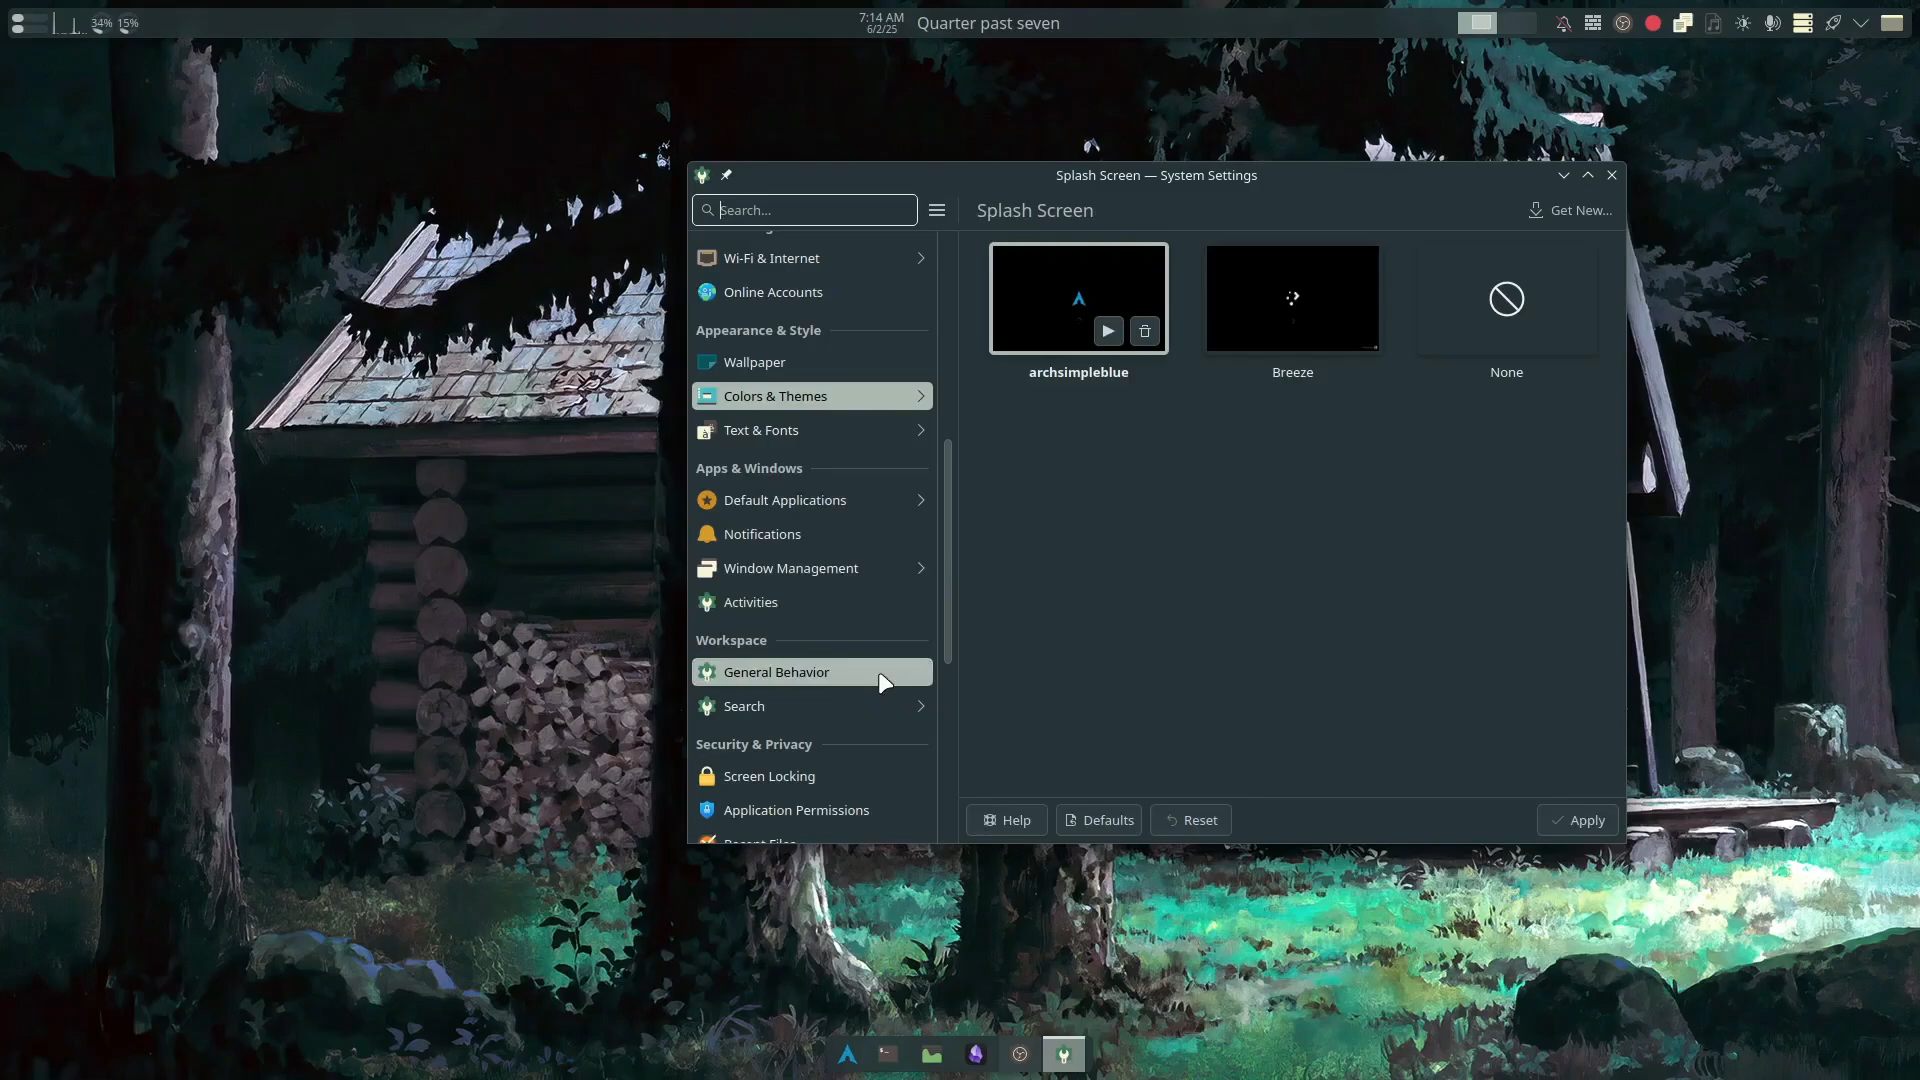 34% 15%
7:14 AM
6/2/25
Quarter past seven
Splash Screen — System Settings
Search...
Splash Screen
Get New...
Wi-Fi & Internet
Online Accounts
Appearance & Style
Wallpaper
Colors & Themes
Text & Fonts
Apps & Windows
Default Applications
Notifications
Window Management
Activities
Workspace
General Behavior
Search
Security & Privacy
Screen Locking
Application Permissions
Recent Files
archsimpleblue
Breeze
None
Help
Defaults
Reset
Apply